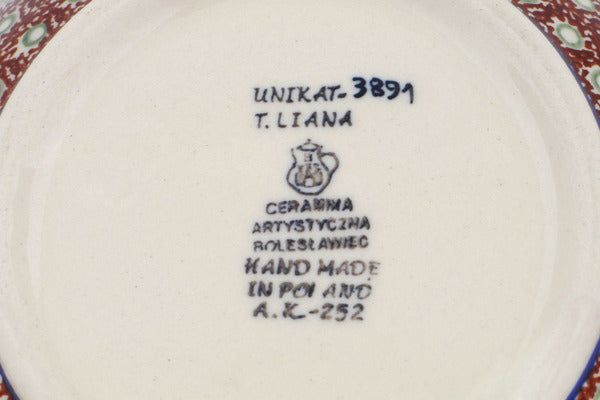 UNIKAT-3891
T. LIANA
CERAMIKA
ARTYSTYCZNA
BOLESŁAWIEC
HAND MADE
IN POLAND
A.K-252